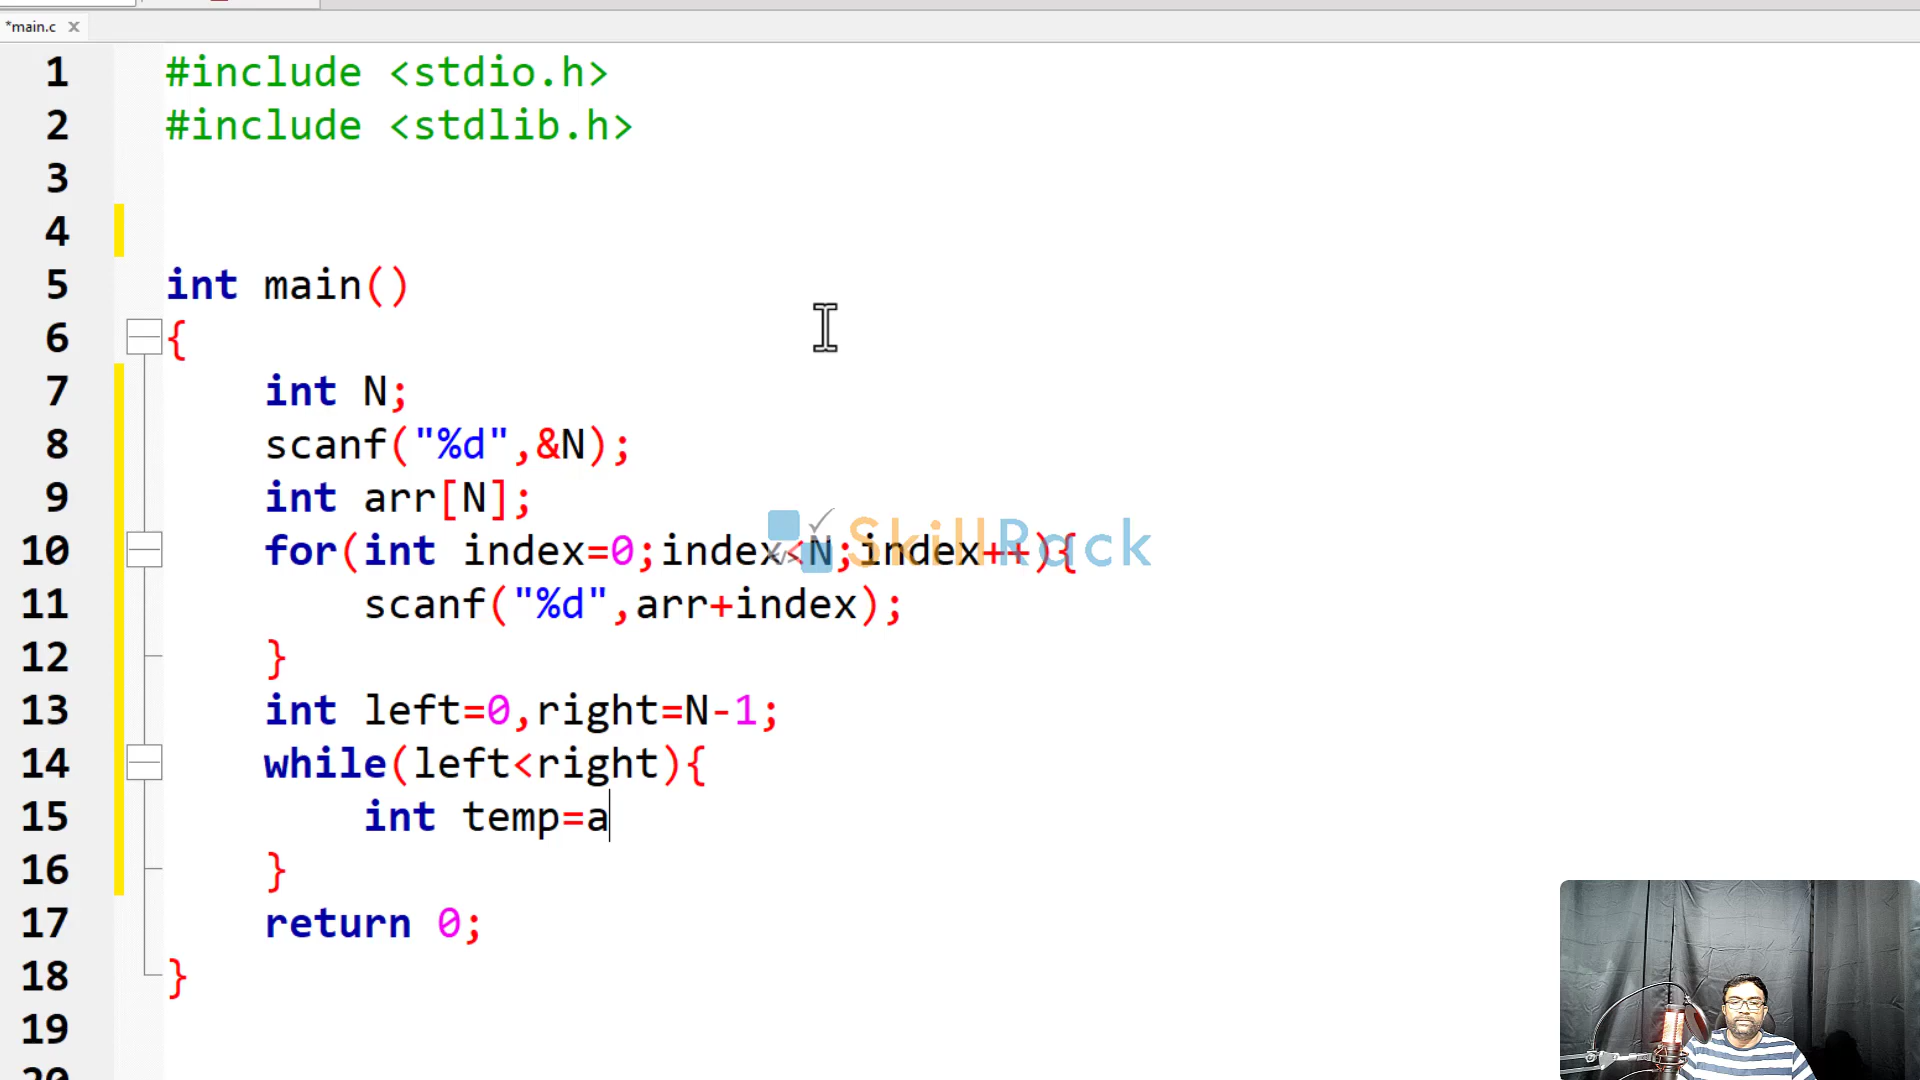 *main.c
1 #include <stdio.h>
2 #include <stdlib.h>
3
4
5 int main()
6 {
7 int N;
8 scanf("%d",&N);
9 int arr[N];
10 for(int index=0;index<N;index++){
SkillRack
11 scanf("%d",arr+index);
12 }
13 int left=0,right=N-1;
14 while(left<right){
15 int temp=a
16 }
17 return 0;
18 }
19
20